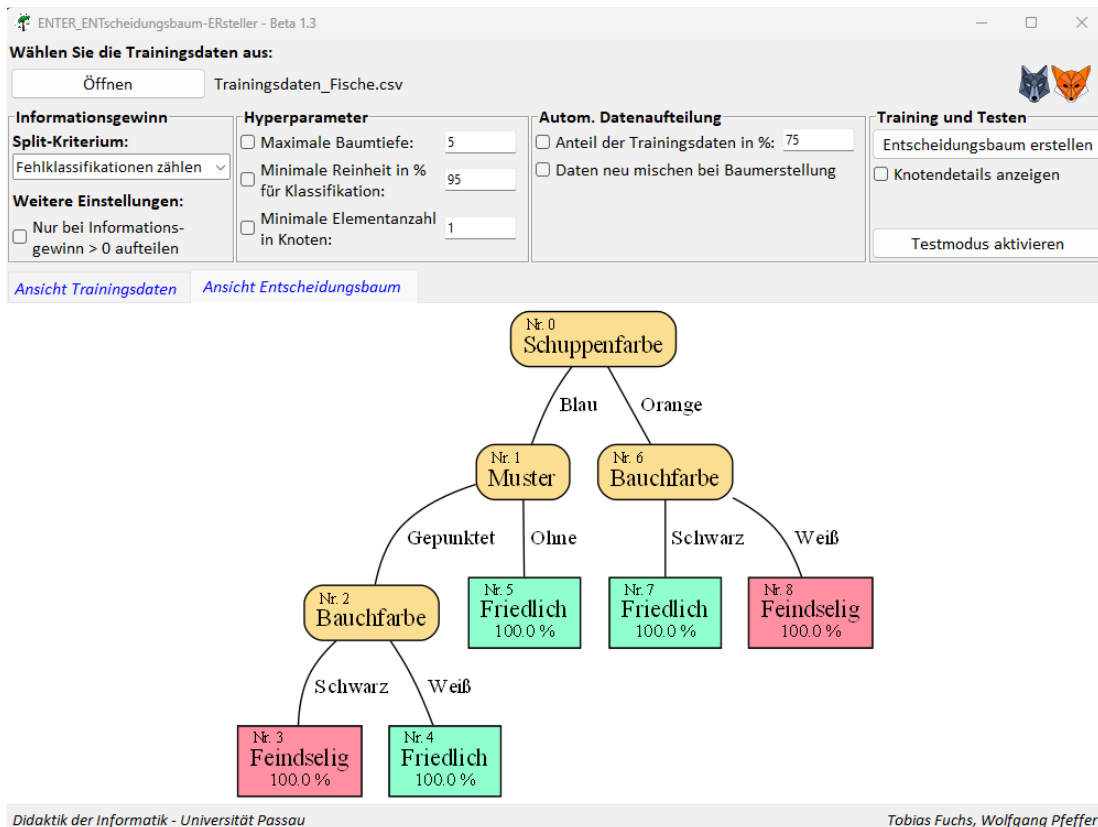 ENTER_ENTscheidungsbaum-ERsteller - Beta 1.3
Wählen Sie die Trainingsdaten aus:
Öffnen
Trainingsdaten_Fische.csv
Informationsgewinn
Split-Kriterium:
Fehlklassifikationen zählen
Weitere Einstellungen:
Nur bei Informations-
gewinn > 0 aufteilen
Hyperparameter
Maximale Baumtiefe:
5
Minimale Reinheit in %
für Klassifikation:
95
Minimale Elementanzahl
in Knoten:
1
Autom. Datenaufteilung
Anteil der Trainingsdaten in %:
75
Daten neu mischen bei Baumerstellung
Training und Testen
Entscheidungsbaum erstellen
Knotendetails anzeigen
Testmodus aktivieren
Ansicht Trainingsdaten
Ansicht Entscheidungsbaum
Nr. 0
Schuppenfarbe
Blau
Orange
Nr. 1
Muster
Nr. 6
Bauchfarbe
Gepunktet
Ohne
Schwarz
Weiß
Nr. 2
Bauchfarbe
Nr. 5
Friedlich
100.0 %
Nr. 7
Friedlich
100.0 %
Nr. 8
Feindselig
100.0 %
Schwarz
Weiß
Nr. 3
Feindselig
100.0 %
Nr. 4
Friedlich
100.0 %
Didaktik der Informatik - Universität Passau
Tobias Fuchs, Wolfgang Pfeffer